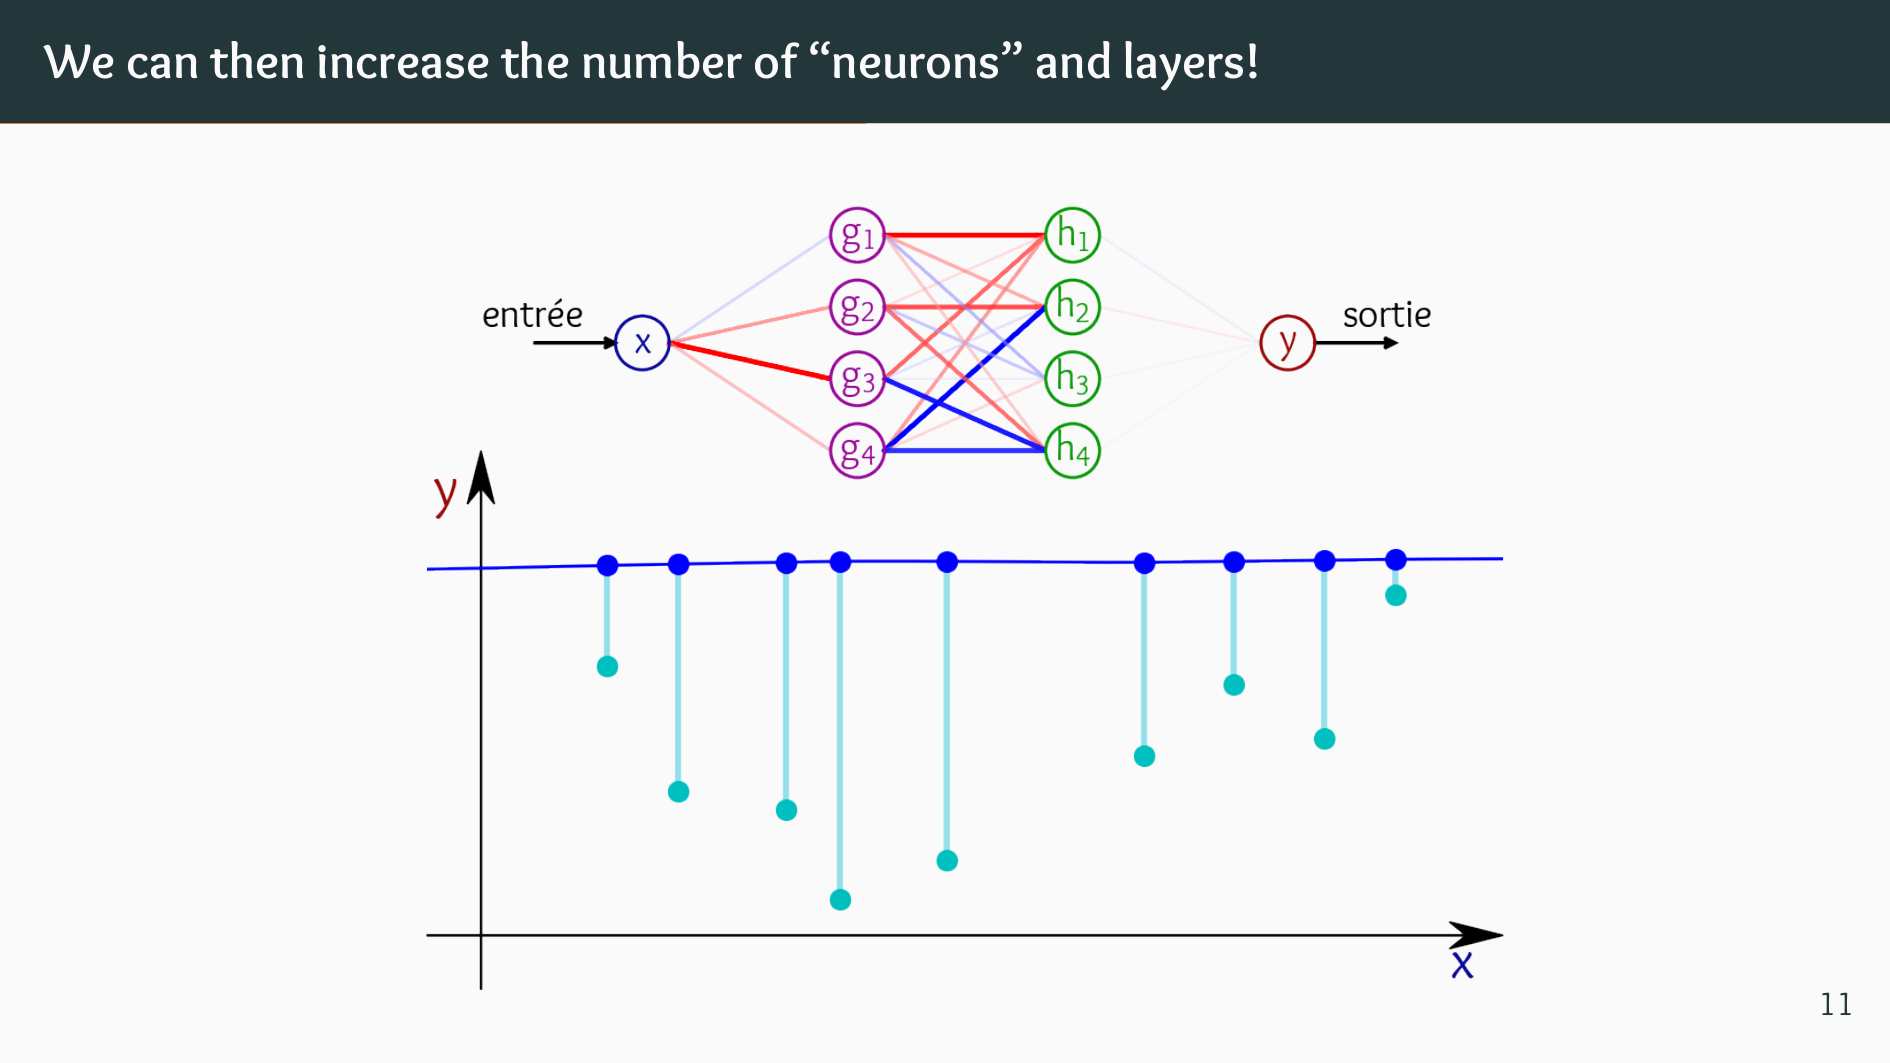 We can then increase the number of “neurons” and layers!
entrée
x
g1
g2
g3
g4
h1
h2
h3
h4
y
sortie
y
x
11